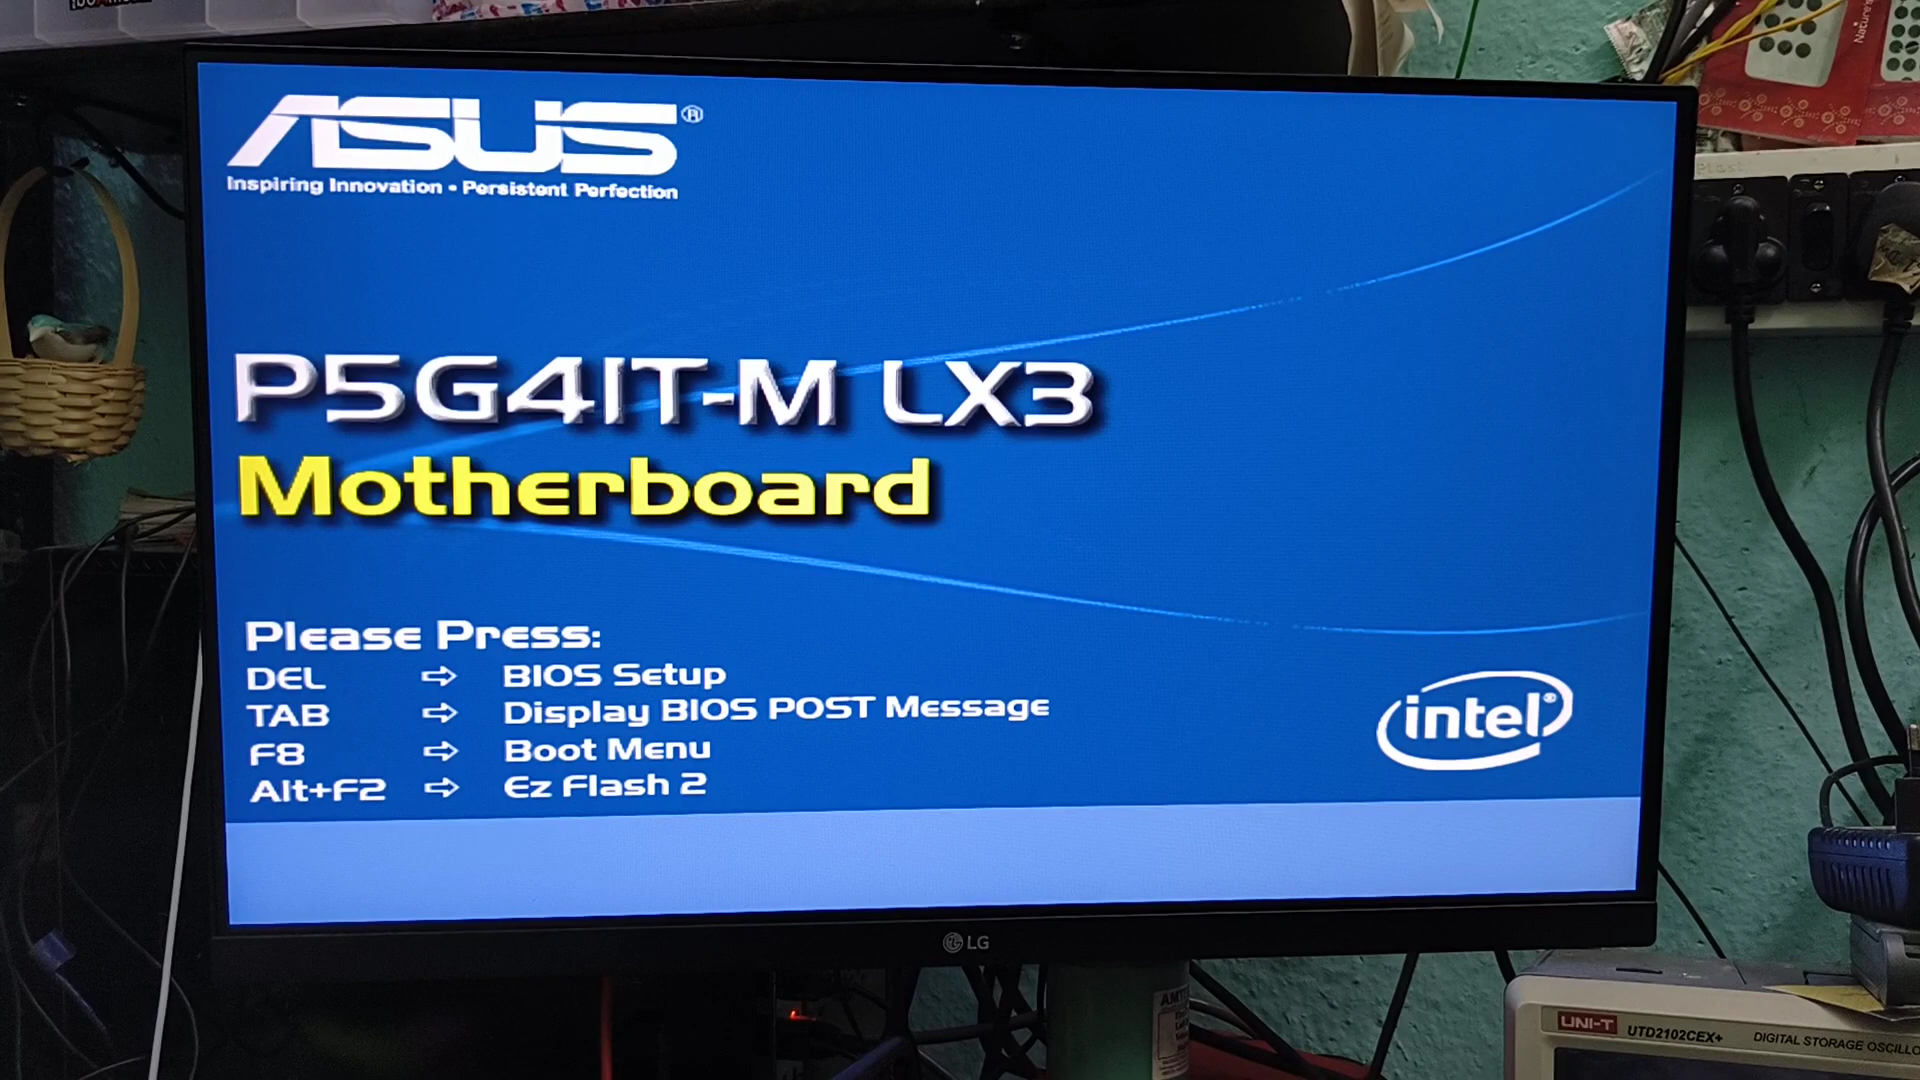 ASUS®
Inspiring Innovation • Persistent Perfection
P5G41T-M LX3
Motherboard
Please Press:
DEL ⇨ BIOS Setup
TAB ⇨ Display BIOS POST Message
F8 ⇨ Boot Menu
Alt+F2 ⇨ Ez Flash 2
intel®
LG
Nature's
UNI-T UTD2102CEX+ DIGITAL STORAGE OSCILLO